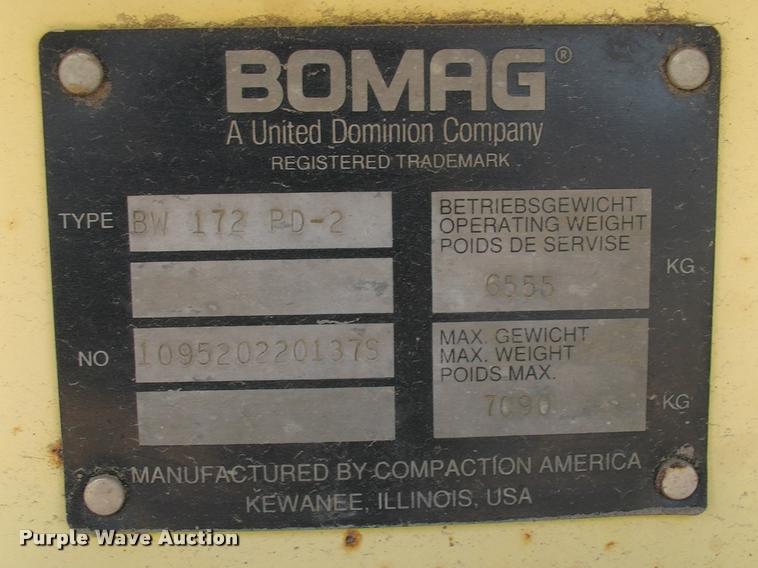 BOMAG®
A United Dominion Company
REGISTERED TRADEMARK
TYPE BW 172 PD-2
BETRIEBSGEWICHT
OPERATING WEIGHT
POIDS DE SERVISE
6555 KG
NO 109520220137S
MAX. GEWICHT
MAX. WEIGHT
POIDS MAX.
7090 KG
MANUFACTURED BY COMPACTION AMERICA
KEWANEE, ILLINOIS, USA
Purple Wave Auction